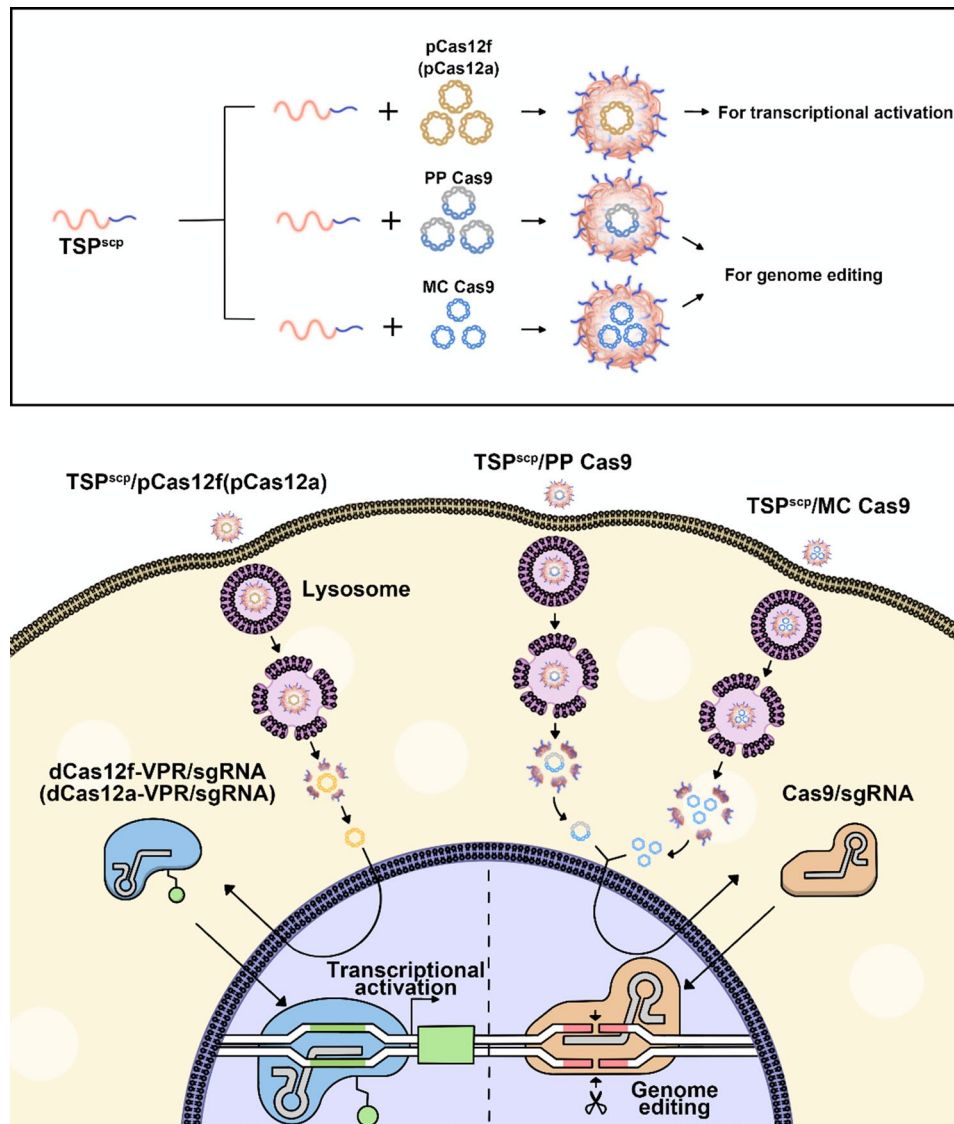 pCas12f
(pCas12a)
For transcriptional activation
PP Cas9
TSPscp
For genome editing
MC Cas9
TSPscp/pCas12f(pCas12a)
TSPscp/PP Cas9
TSPscp/MC Cas9
Lysosome
dCas12f-VPR/sgRNA
(dCas12a-VPR/sgRNA)
Cas9/sgRNA
Transcriptional
activation
Genome
editing